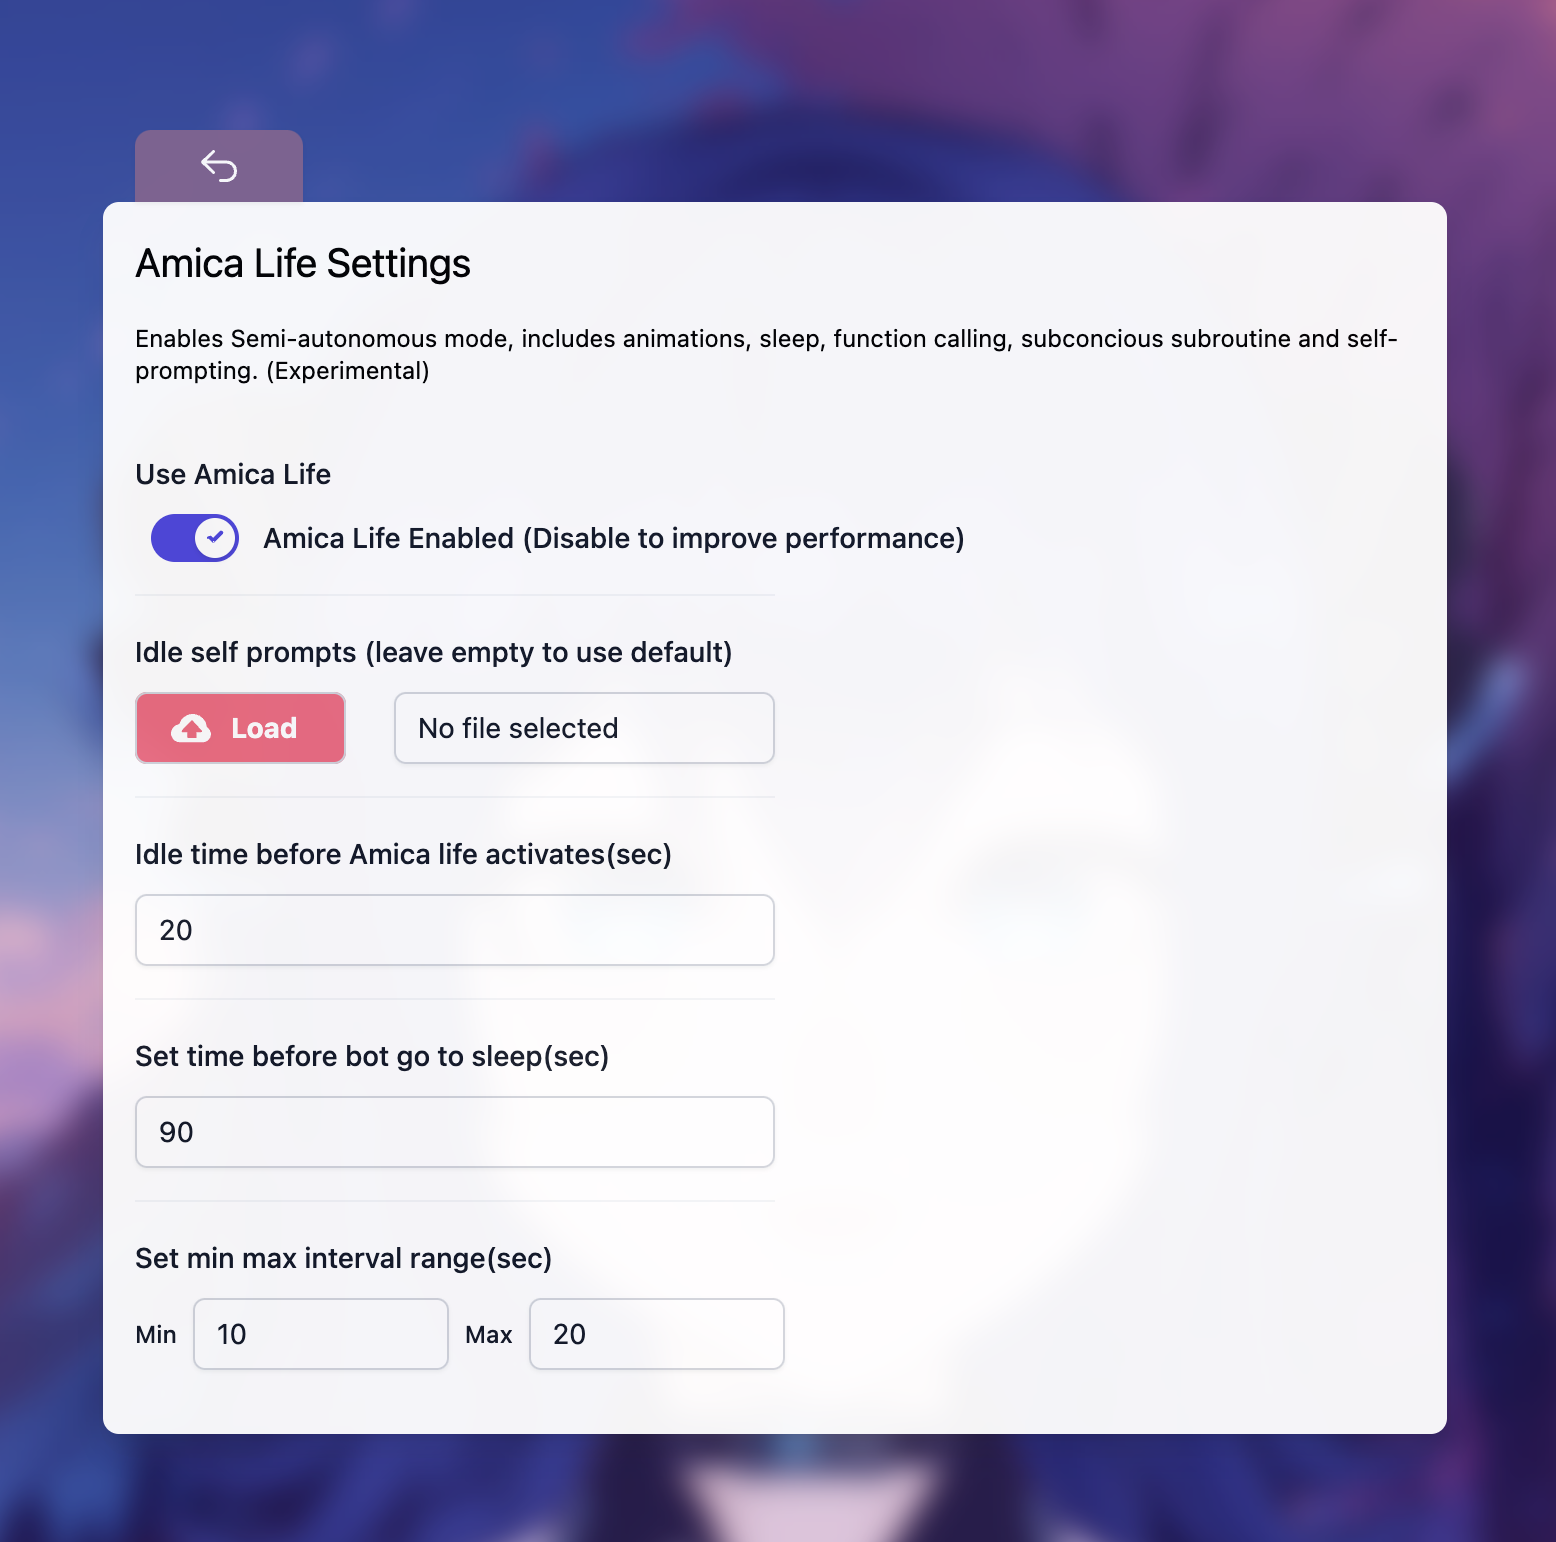 Amica Life Settings
Enables Semi-autonomous mode, includes animations, sleep, function calling, subconcious subroutine and self-
prompting. (Experimental)
Use Amica Life
Amica Life Enabled (Disable to improve performance)
Idle self prompts (leave empty to use default)
Load No file selected
Idle time before Amica life activates(sec)
20
Set time before bot go to sleep(sec)
90
Set min max interval range(sec)
Min 10 Max 20